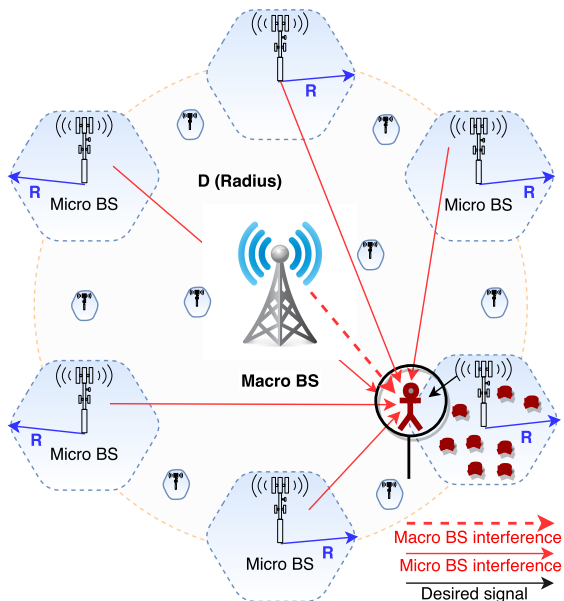 R
R
Micro BS
R
Micro BS
D (Radius)
Macro BS
R
Micro BS
R
R
Micro BS
Macro BS interference
Micro BS interference
Desired signal